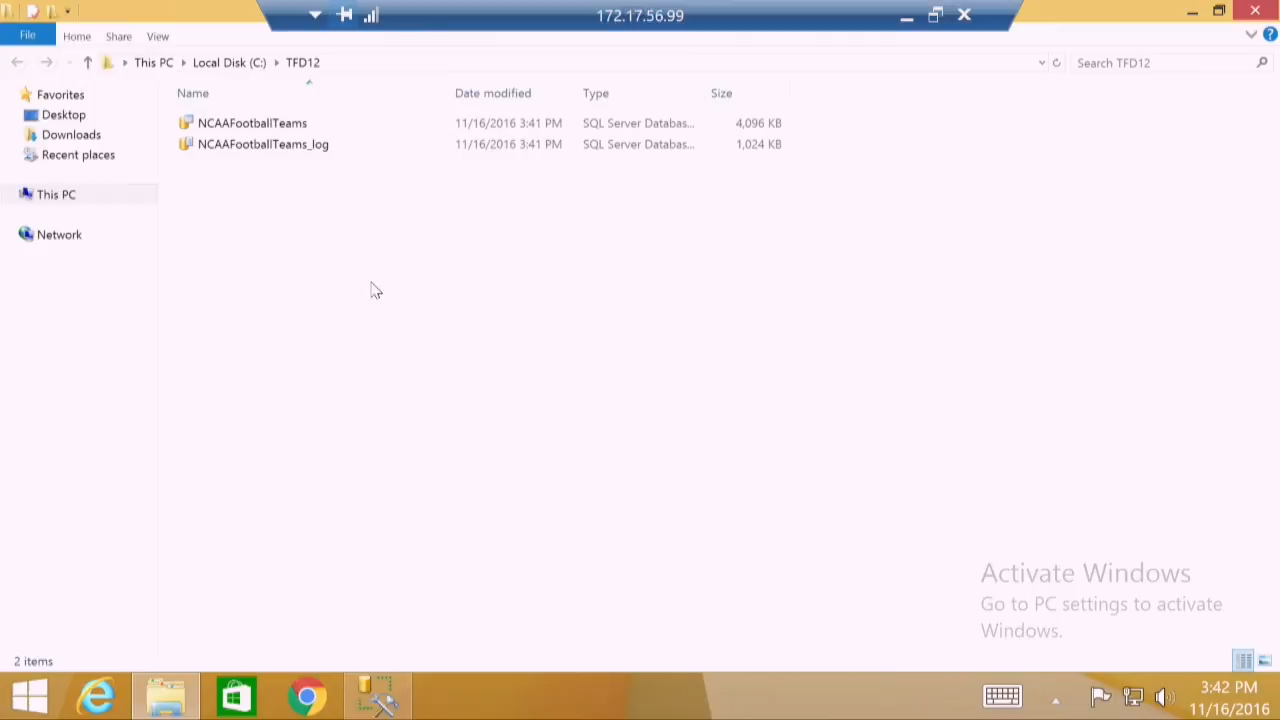 172.17.56.99
File Home Share View
This PC Local Disk (C:) TFD12 Search TFD12
Name Date modified Type Size
Favorites
Desktop
Downloads
Recent places
This PC
Network
NCAAFootballTeams 11/16/2016 3:41 PM SQL Server Databas... 4,096 KB
NCAAFootballTeams_log 11/16/2016 3:41 PM SQL Server Databas... 1,024 KB
Activate Windows
Go to PC settings to activate
Windows.
2 items
3:42 PM
11/16/2016